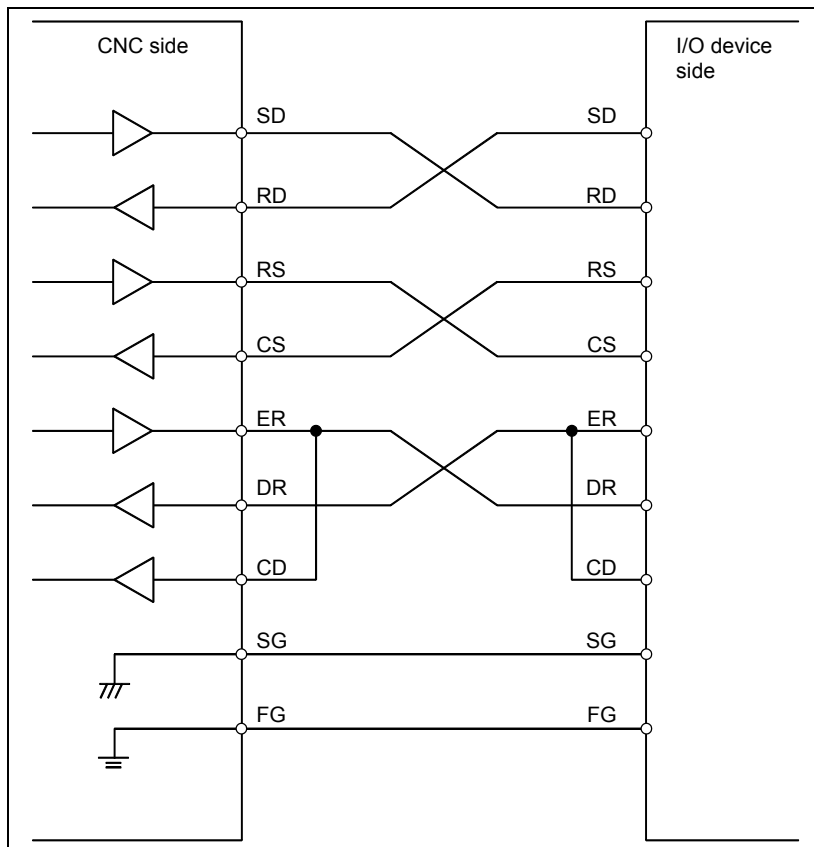 CNC side
I/O device
side
SD SD
RD RD
RS RS
CS CS
ER ER
DR DR
CD CD
SG SG
FG FG